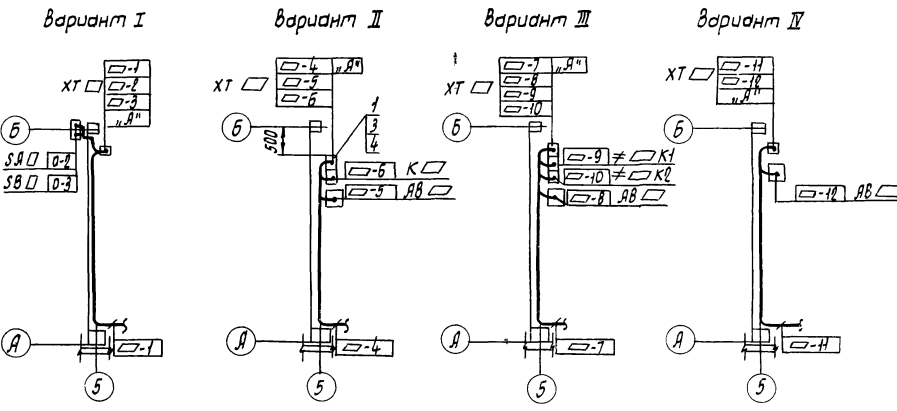 Вариант I
ХТ ▱
▱-1
▱-2
▱-3
„А"
Б
SA ▯ 0-2
SB ▯ 0-3
А
▱-1
5
Вариант II
ХТ ▱
▱-4 „А"
▱-5
▱-6
Б
500
1
3
4
▱-6 К ▱
▱-5 АВ ▱
А
▱-4
5
Вариант III
ХТ ▱
▱-7 „А"
▱-8
▱-9
▱-10
Б
▱-9 ≠ ▱ К1
▱-10 ≠ ▱ К2
▱-8 АВ ▱
А
▱-7
5
Вариант IV
ХТ ▱
▱-11
▱-12
„А"
Б
▱-12 АВ ▱
А
▱-11
5